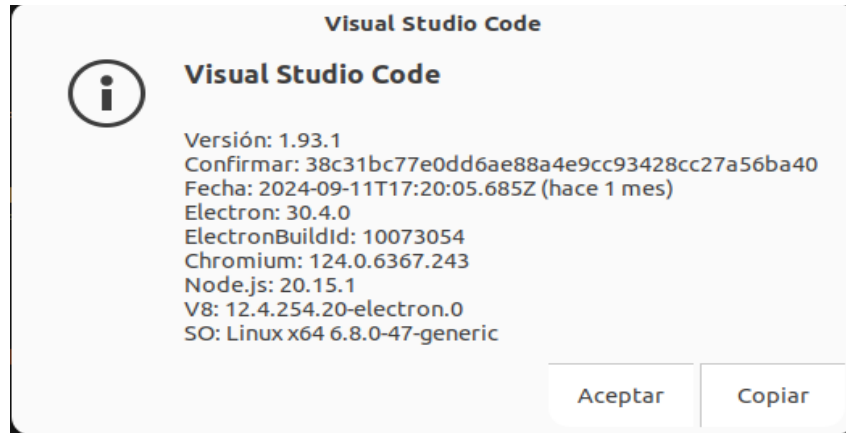 Visual Studio Code
Visual Studio Code
Versión: 1.93.1
Confirmar: 38c31bc77e0dd6ae88a4e9cc93428cc27a56ba40
Fecha: 2024-09-11T17:20:05.685Z (hace 1 mes)
Electron: 30.4.0
ElectronBuildId: 10073054
Chromium: 124.0.6367.243
Node.js: 20.15.1
V8: 12.4.254.20-electron.0
SO: Linux x64 6.8.0-47-generic
Aceptar Copiar